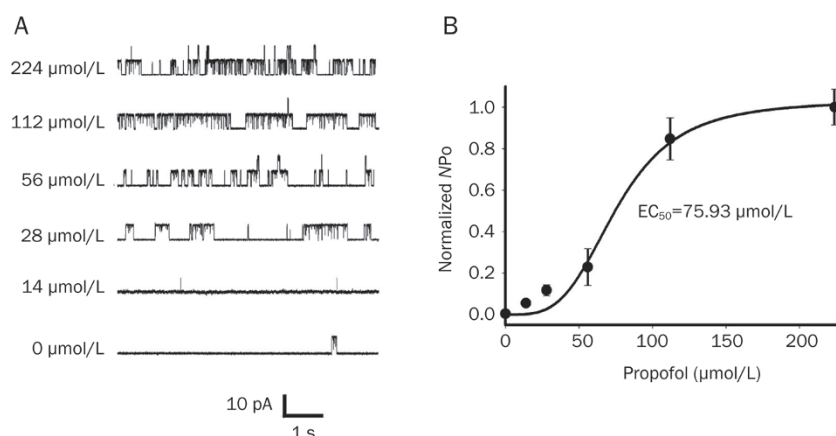 A
224 µmol/L
112 µmol/L
56 µmol/L
28 µmol/L
14 µmol/L
0 µmol/L
10 pA
1 s
B
Normalized NPo
1.0
0.8
0.6
0.4
0.2
0.0
EC₅₀=75.93 µmol/L
0
50
100
150
200
Propofol (µmol/L)